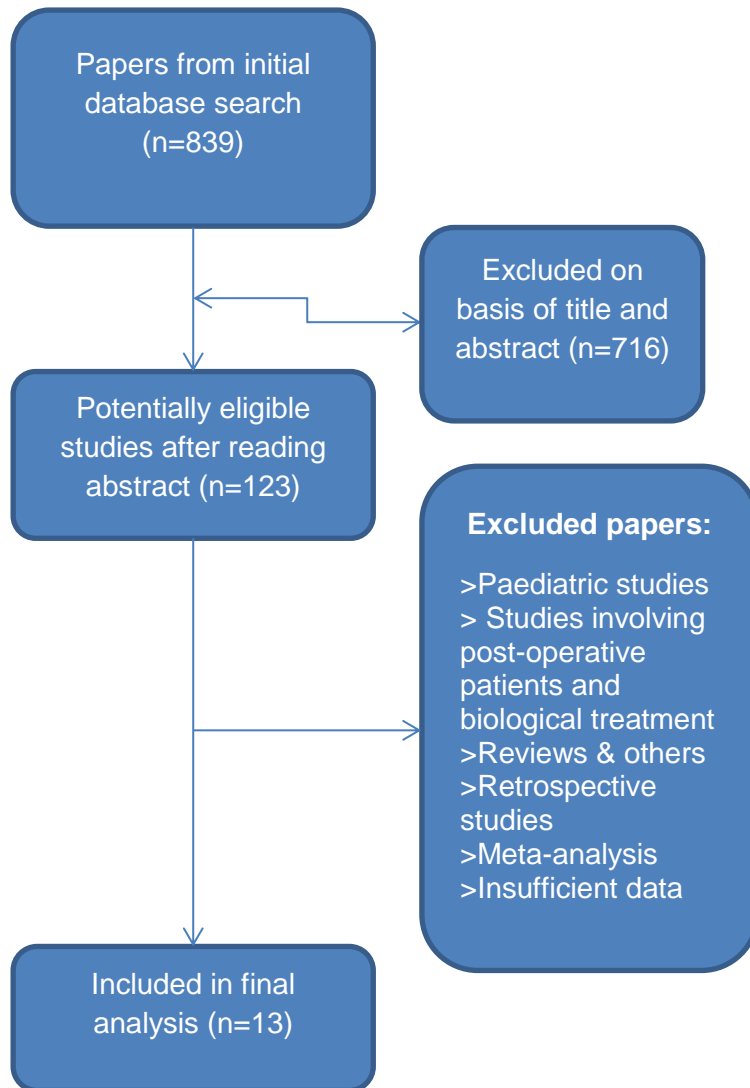 Papers from initial
database search
(n=839)
Excluded on
basis of title and
abstract (n=716)
Potentially eligible
studies after reading
abstract (n=123)
Excluded papers:
>Paediatric studies
> Studies involving
post-operative
patients and
biological treatment
>Reviews & others
>Retrospective
studies
>Meta-analysis
>Insufficient data
Included in final
analysis (n=13)